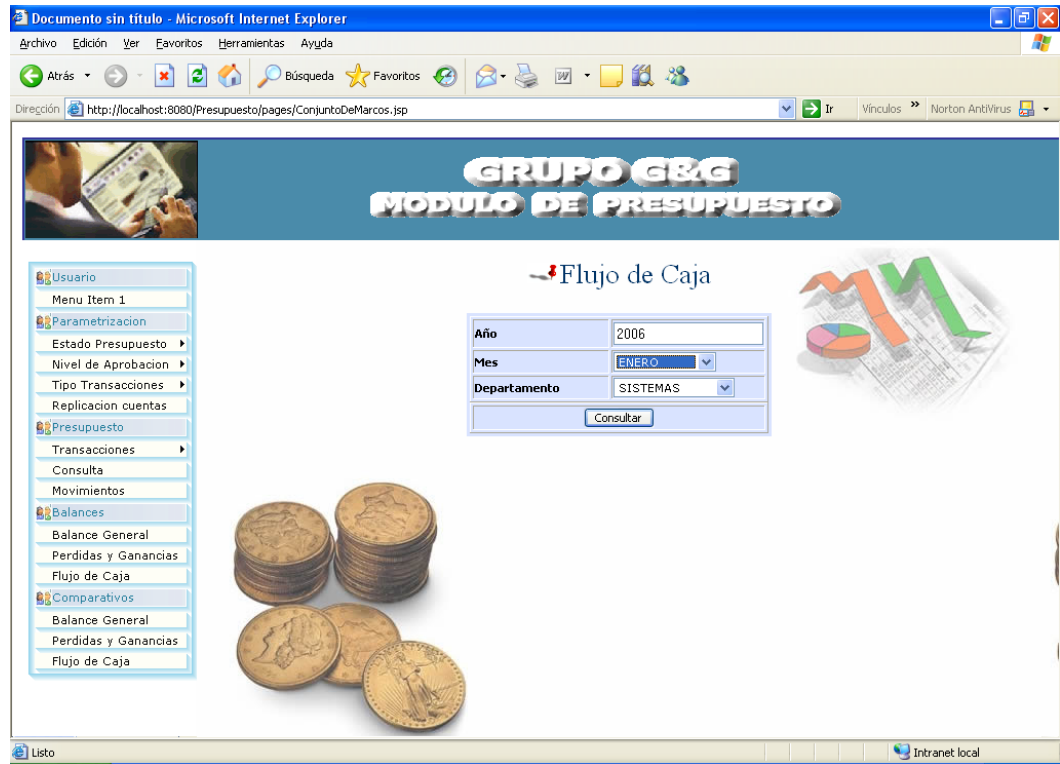 Documento sin título - Microsoft Internet Explorer
Archivo Edición Ver Favoritos Herramientas Ayuda
Atrás Búsqueda Favoritos
Dirección http://localhost:8080/Presupuesto/pages/ConjuntoDeMarcos.jsp Ir Vínculos » Norton AntiVirus
GRUPO G&G
MODULO DE PRESUPUESTO
Usuario
Menu Item 1
Parametrizacion
Estado Presupuesto
Nivel de Aprobacion
Tipo Transacciones
Replicacion cuentas
Presupuesto
Transacciones
Consulta
Movimientos
Balances
Balance General
Perdidas y Ganancias
Flujo de Caja
Comparativos
Balance General
Perdidas y Ganancias
Flujo de Caja
Flujo de Caja
Año 2006
Mes ENERO
Departamento SISTEMAS
Consultar
Listo Intranet local